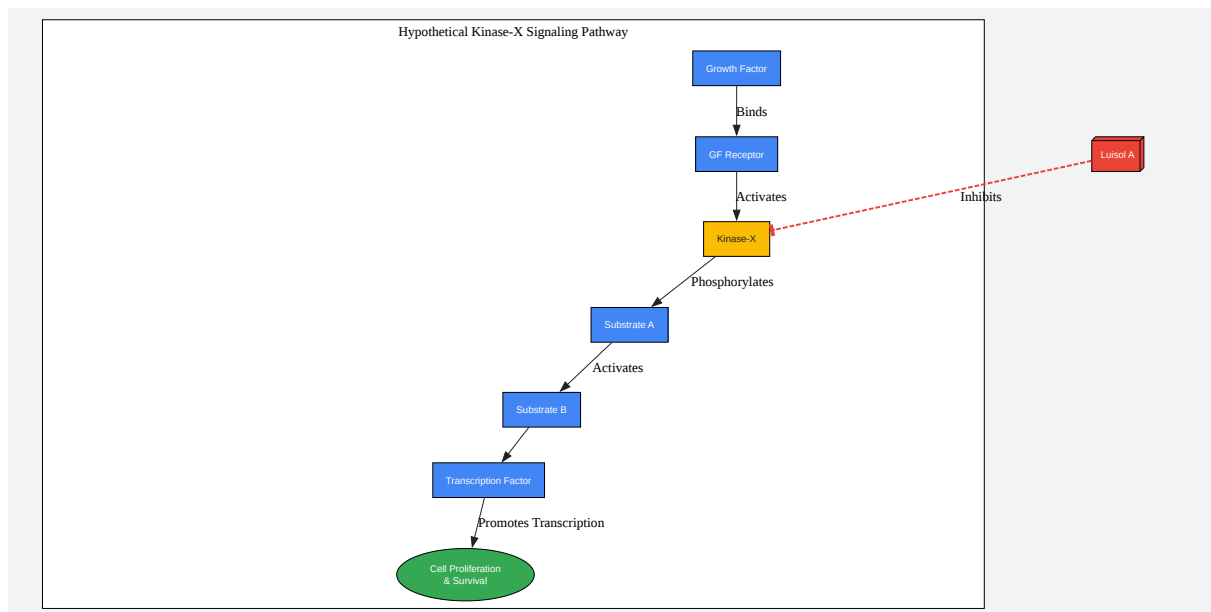 Hypothetical Kinase-X Signaling Pathway
Growth Factor
Binds
GF Receptor
Luisol A
Activates
Inhibits
Kinase-X
Phosphorylates
Substrate A
Activates
Substrate B
Transcription Factor
Promotes Transcription
Cell Proliferation
& Survival